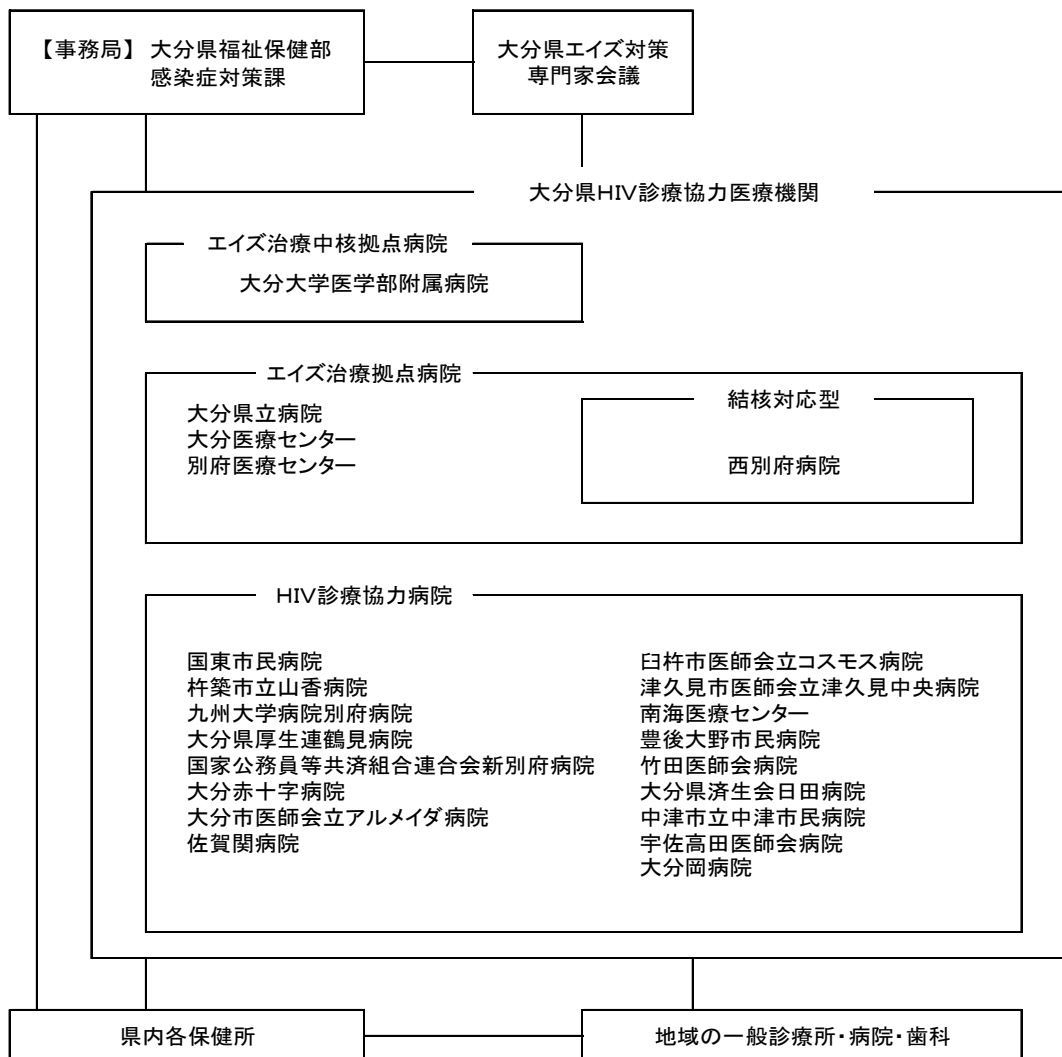 【事務局】 大分県福祉保健部
感染症対策課
大分県エイズ対策
専門家会議
大分県HIV診療協力医療機関
エイズ治療中核拠点病院
大分大学医学部附属病院
エイズ治療拠点病院
大分県立病院
大分医療センター
別府医療センター
結核対応型
西別府病院
HIV診療協力病院
国東市民病院
杵築市立山香病院
九州大学病院別府病院
大分県厚生連鶴見病院
国家公務員等共済組合連合会新別府病院
大分赤十字病院
大分市医師会立アルメイダ病院
佐賀関病院
臼杵市医師会立コスモス病院
津久見市医師会立津久見中央病院
南海医療センター
豊後大野市民病院
竹田医師会病院
大分県済生会日田病院
中津市立中津市民病院
宇佐高田医師会病院
大分岡病院
県内各保健所
地域の一般診療所・病院・歯科